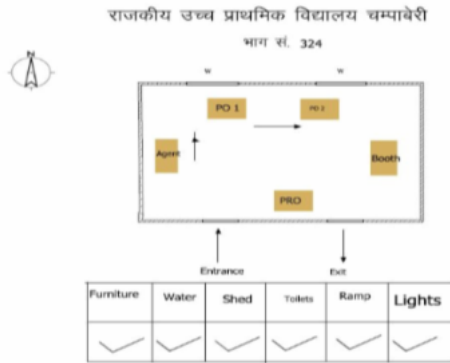 राजकीय उच्च प्राथमिक विद्यालय चम्पाबेरी
भाग सं. 324
N
W W
PO 1 PO 2
Agent Booth
PRO
Entrance Exit
Furniture Water Shed Toilets Ramp Lights